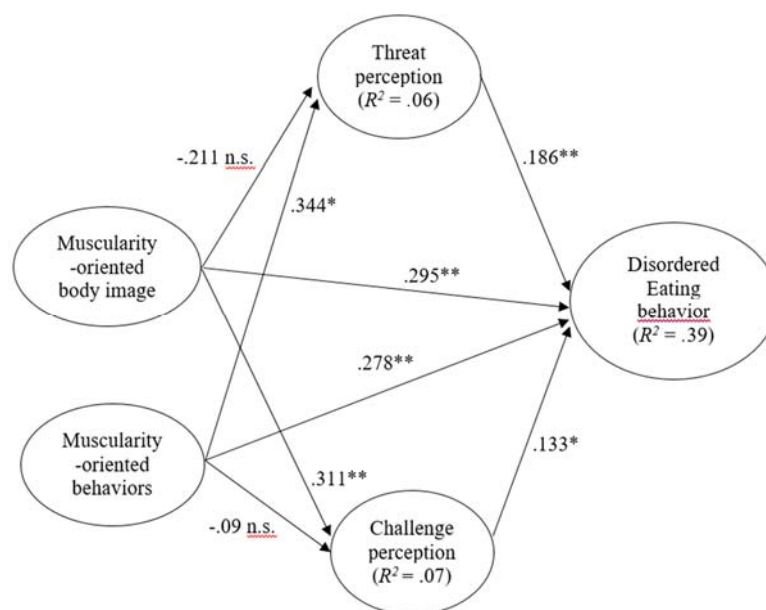 Threat
perception
(R² = .06)
-.211 n.s.
.186**
.344*
Muscularity
-oriented
body image
.295**
Disordered
Eating
behavior
(R² = .39)
.278**
Muscularity
-oriented
behaviors
.133*
.311**
-.09 n.s.
Challenge
perception
(R² = .07)